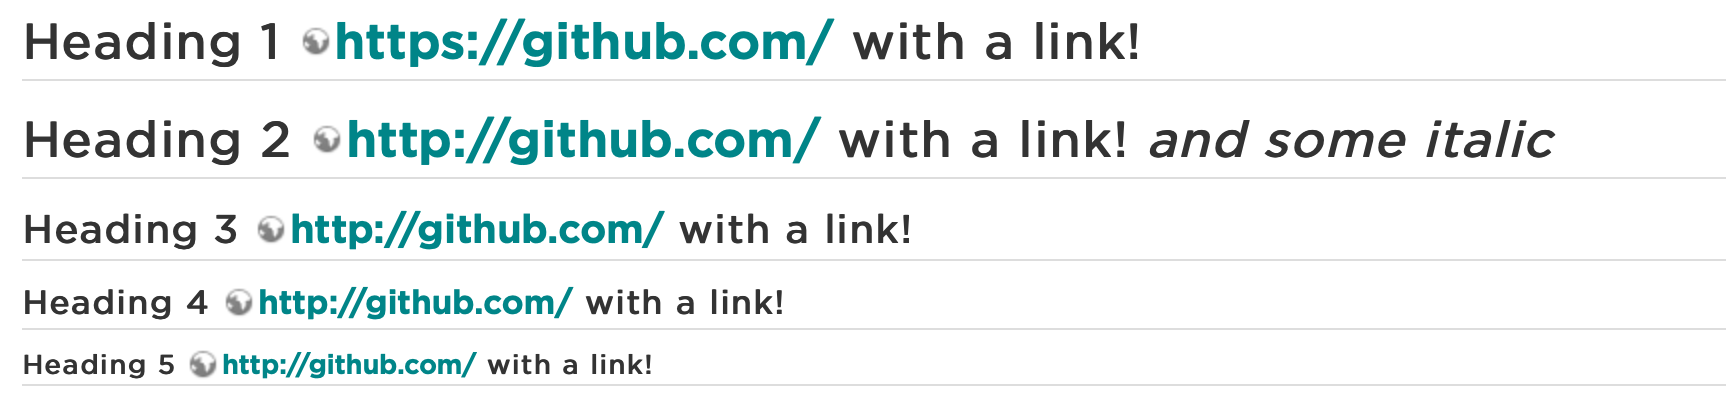 Heading 1 https://github.com/ with a link!
Heading 2 http://github.com/ with a link! and some italic
Heading 3 http://github.com/ with a link!
Heading 4 http://github.com/ with a link!
Heading 5 http://github.com/ with a link!